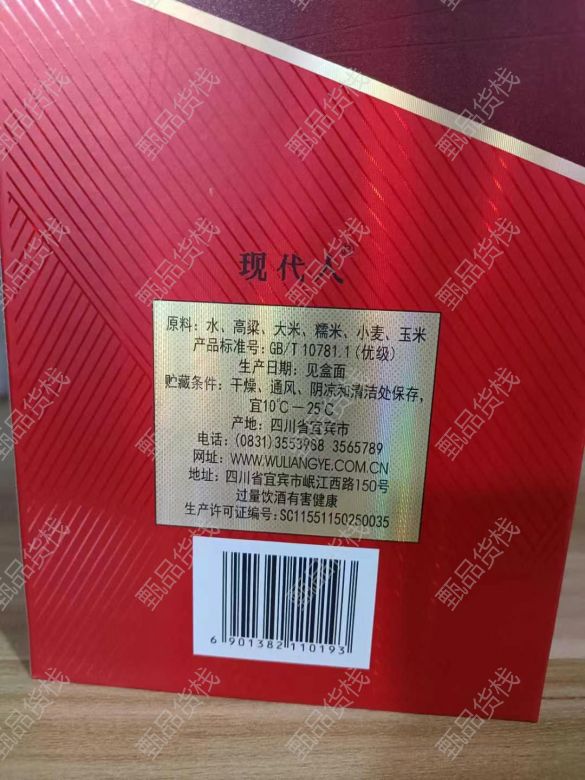 现代人
原料：水、高粱、大米、糯米、小麦、玉米
产品标准号：GB/T 10781.1（优级）
生产日期：见盒面
贮藏条件：干燥、通风、阴凉和清洁处保存，
宜10℃－25℃
产地：四川省宜宾市
电话：(0831)3553988 3565789
网址：WWW.WULIANGYE.COM.CN
地址：四川省宜宾市岷江西路150号
过量饮酒有害健康
生产许可证编号：SC11551150250035
6 901382 110193
甄品货栈